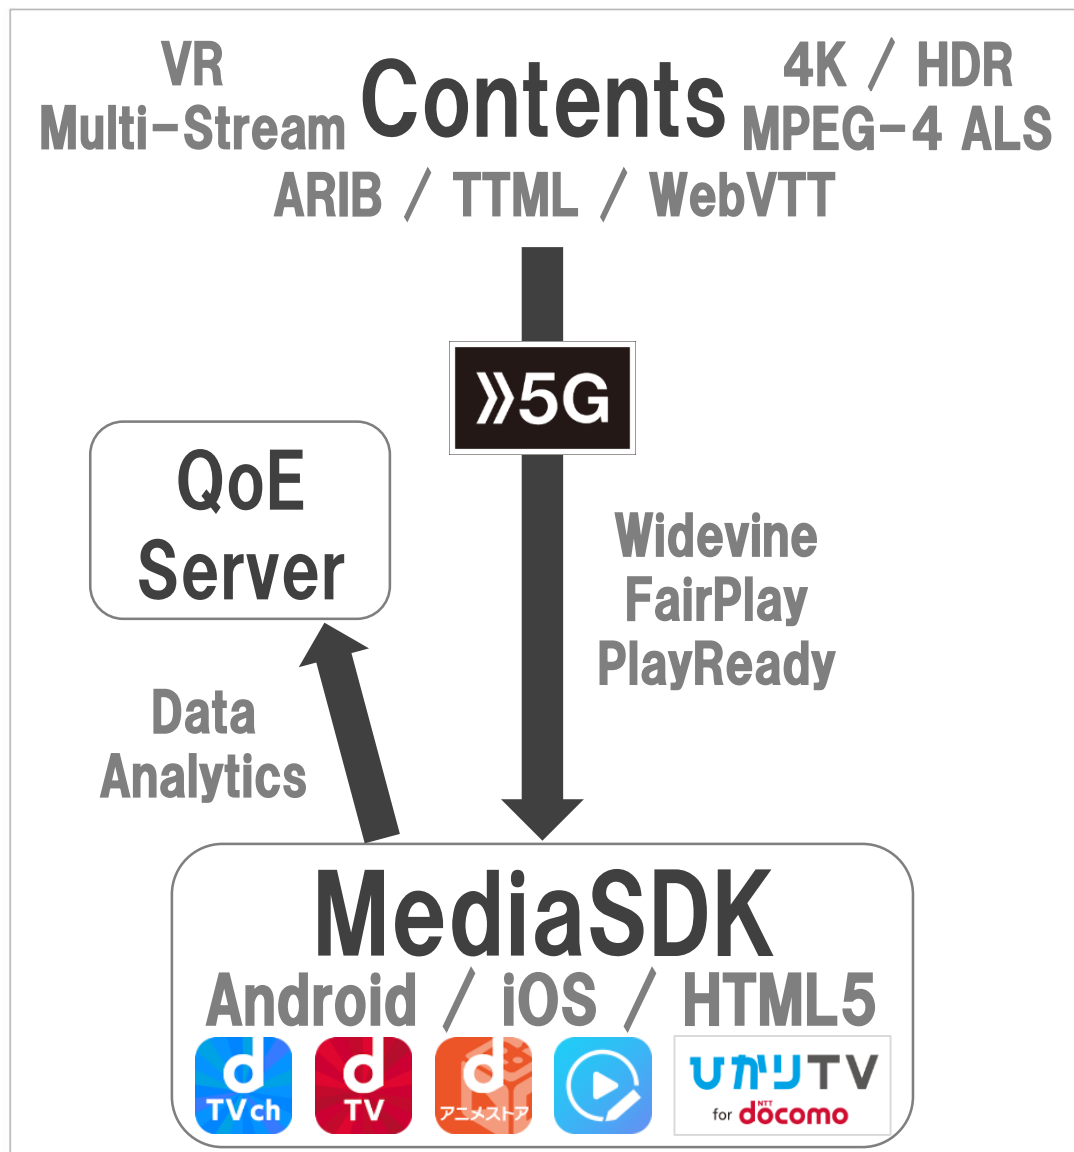 VR
Multi-Stream
Contents
4K / HDR
MPEG-4 ALS
ARIB / TTML / WebVTT
》5G
QoE
Server
Widevine
FairPlay
PlayReady
Data
Analytics
MediaSDK
Android / iOS / HTML5
d
TVch
d
TV
d
アニメストア
ひかりTV
for NTT docomo